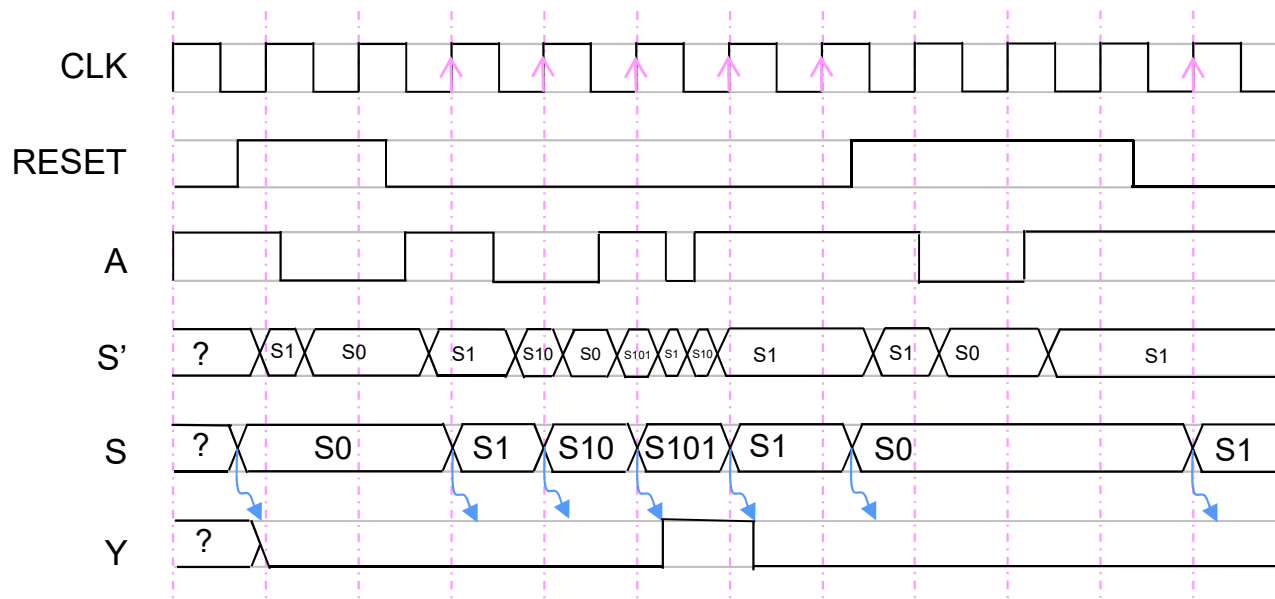 CLK
RESET
A
S’ ? S1 S0 S1 S10 S0 S101 S1 S10 S1 S1 S0 S1
S ? S0 S1 S10 S101 S1 S0 S1
Y ?